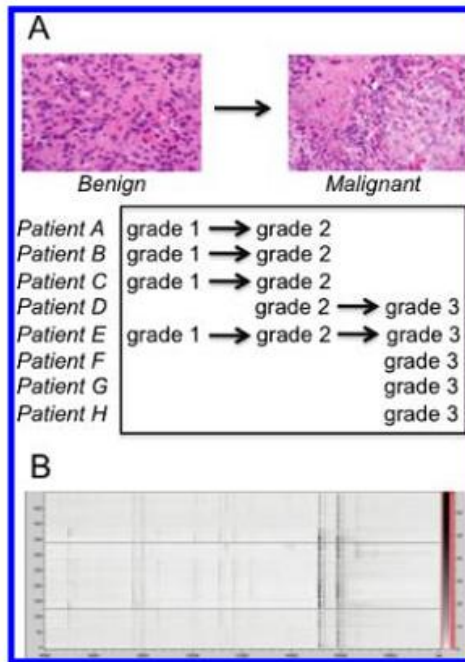 A
Benign
Malignant
Patient A grade 1 → grade 2
Patient B grade 1 → grade 2
Patient C grade 1 → grade 2
Patient D grade 2 → grade 3
Patient E grade 1 → grade 2 → grade 3
Patient F grade 3
Patient G grade 3
Patient H grade 3
B